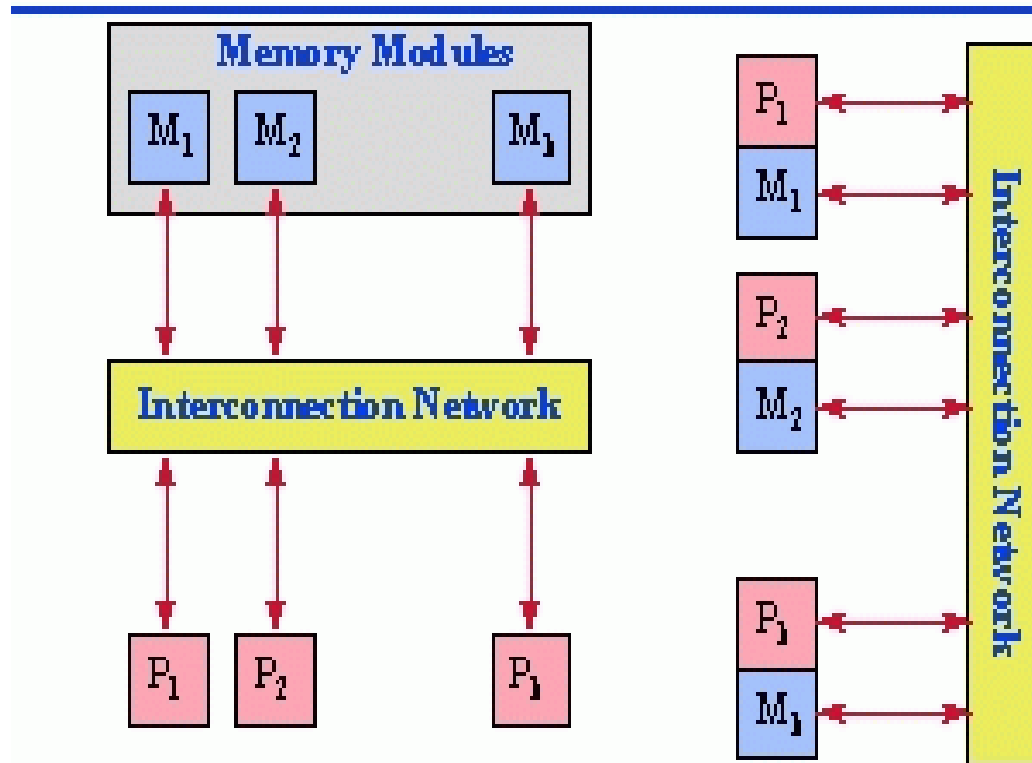 Memory Modules
M1 M2
Interconnection Network
P1 P2
P1
M1
P2
M2
Interconnection Network